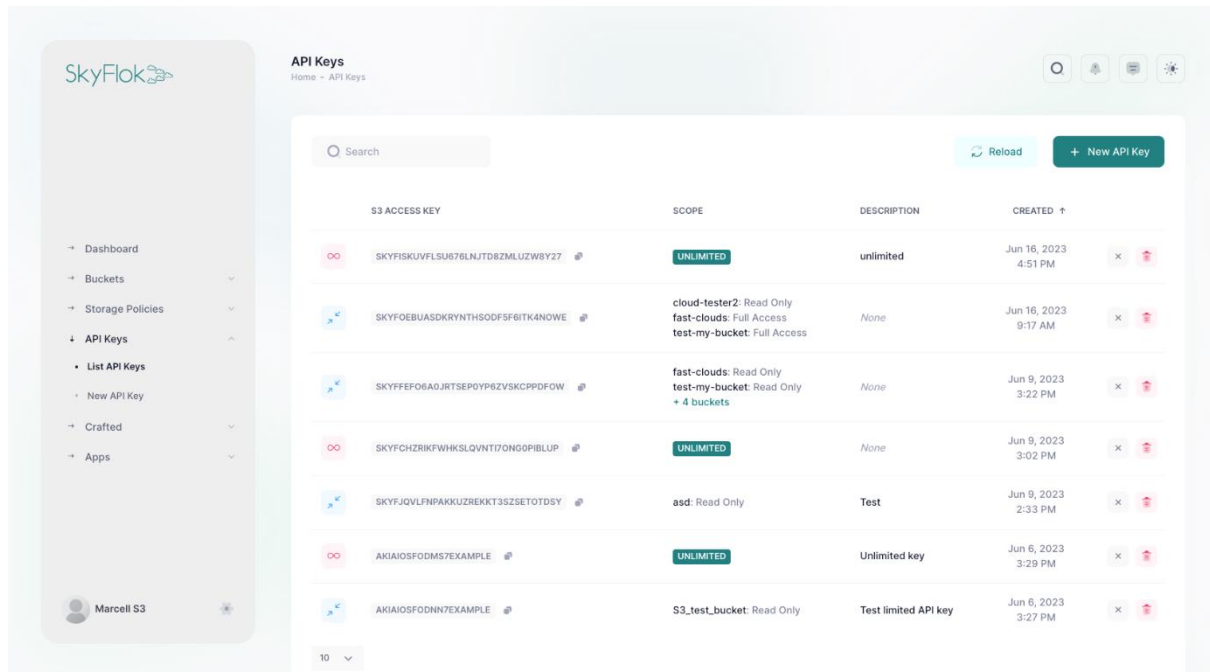 SkyFlok
API Keys
Home - API Keys
Search
Reload
+ New API Key
S3 ACCESS KEY SCOPE DESCRIPTION CREATED ↑
Dashboard
Buckets
Storage Policies
API Keys
List API Keys
New API Key
Crafted
Apps
Marcell S3
SKYFISKUVFLSU676LNJTD8ZMLUZW8Y27 UNLIMITED unlimited Jun 16, 2023
4:51 PM
SKYFOEBUASDKRYNTHSODF5F6ITK4NOWE cloud-tester2: Read Only None Jun 16, 2023
fast-clouds: Full Access 9:17 AM
test-my-bucket: Full Access
SKYFFEFO6A0JRTSEP0YP6ZVSKCPPDFOW fast-clouds: Read Only None Jun 9, 2023
test-my-bucket: Read Only 3:22 PM
+ 4 buckets
SKYFCHZRIKFWHKSLQVNTI7ONG0PIBLUP UNLIMITED None Jun 9, 2023
3:02 PM
SKYFJQVLFNPAKKUZREKKT3SZSETOTDSY asd: Read Only Test Jun 9, 2023
2:33 PM
AKIAIOSFODMS7EXAMPLE UNLIMITED Unlimited key Jun 6, 2023
3:29 PM
AKIAIOSFODNN7EXAMPLE S3_test_bucket: Read Only Test limited API key Jun 6, 2023
3:27 PM
10